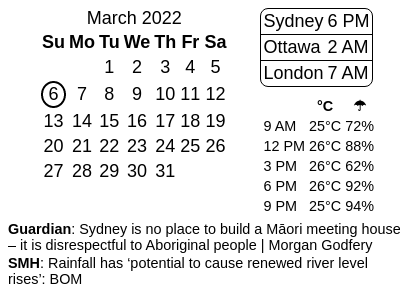 March 2022
Su Mo Tu We Th Fr Sa
1 2 3 4 5
6 7 8 9 10 11 12
13 14 15 16 17 18 19
20 21 22 23 24 25 26
27 28 29 30 31
Sydney 6 PM
Ottawa 2 AM
London 7 AM
°C ☂
9 AM 25°C 72%
12 PM 26°C 88%
3 PM 26°C 62%
6 PM 26°C 92%
9 PM 25°C 94%
Guardian: Sydney is no place to build a Māori meeting house
– it is disrespectful to Aboriginal people | Morgan Godfery
SMH: Rainfall has ‘potential to cause renewed river level
rises’: BOM